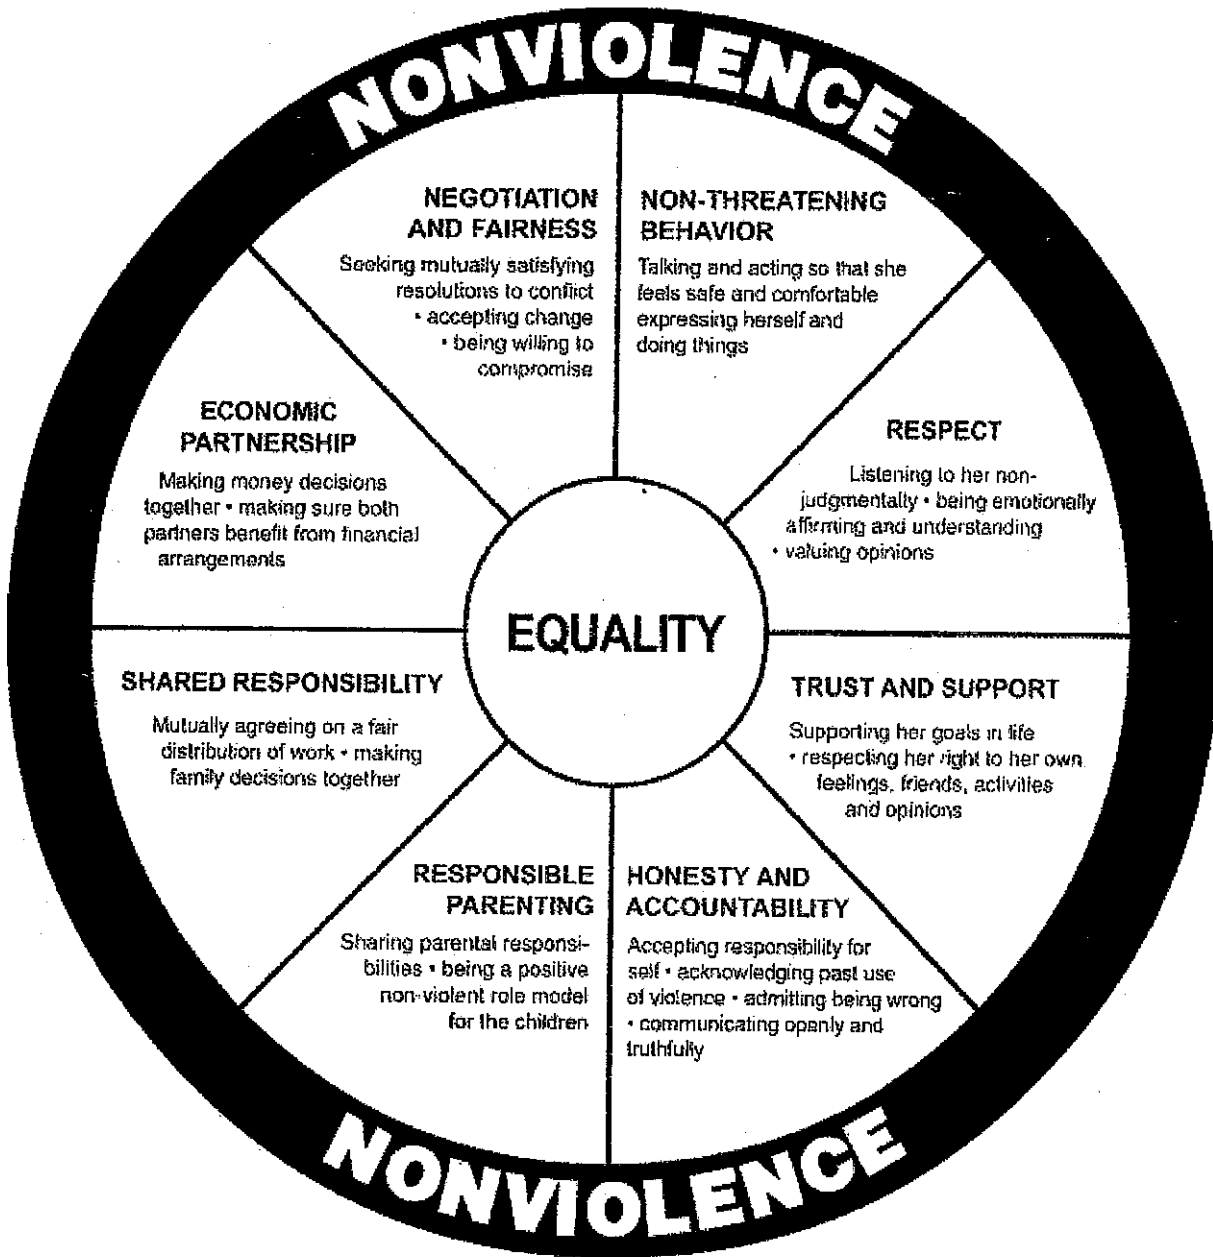 NONVIOLENCE
NEGOTIATION
AND FAIRNESS
Seeking mutually satisfying
resolutions to conflict
• accepting change
• being willing to
compromise
NON-THREATENING
BEHAVIOR
Talking and acting so that she
feels safe and comfortable
expressing herself and
doing things
ECONOMIC
PARTNERSHIP
Making money decisions
together • making sure both
partners benefit from financial
arrangements
RESPECT
Listening to her non-
judgmentally • being emotionally
affirming and understanding
• valuing opinions
EQUALITY
SHARED RESPONSIBILITY
Mutually agreeing on a fair
distribution of work • making
family decisions together
TRUST AND SUPPORT
Supporting her goals in life
• respecting her right to her own
feelings, friends, activities
and opinions
RESPONSIBLE
PARENTING
Sharing parental responsi-
bilities • being a positive
non-violent role model
for the children
HONESTY AND
ACCOUNTABILITY
Accepting responsibility for
self • acknowledging past use
of violence • admitting being wrong
• communicating openly and
truthfully
NONVIOLENCE